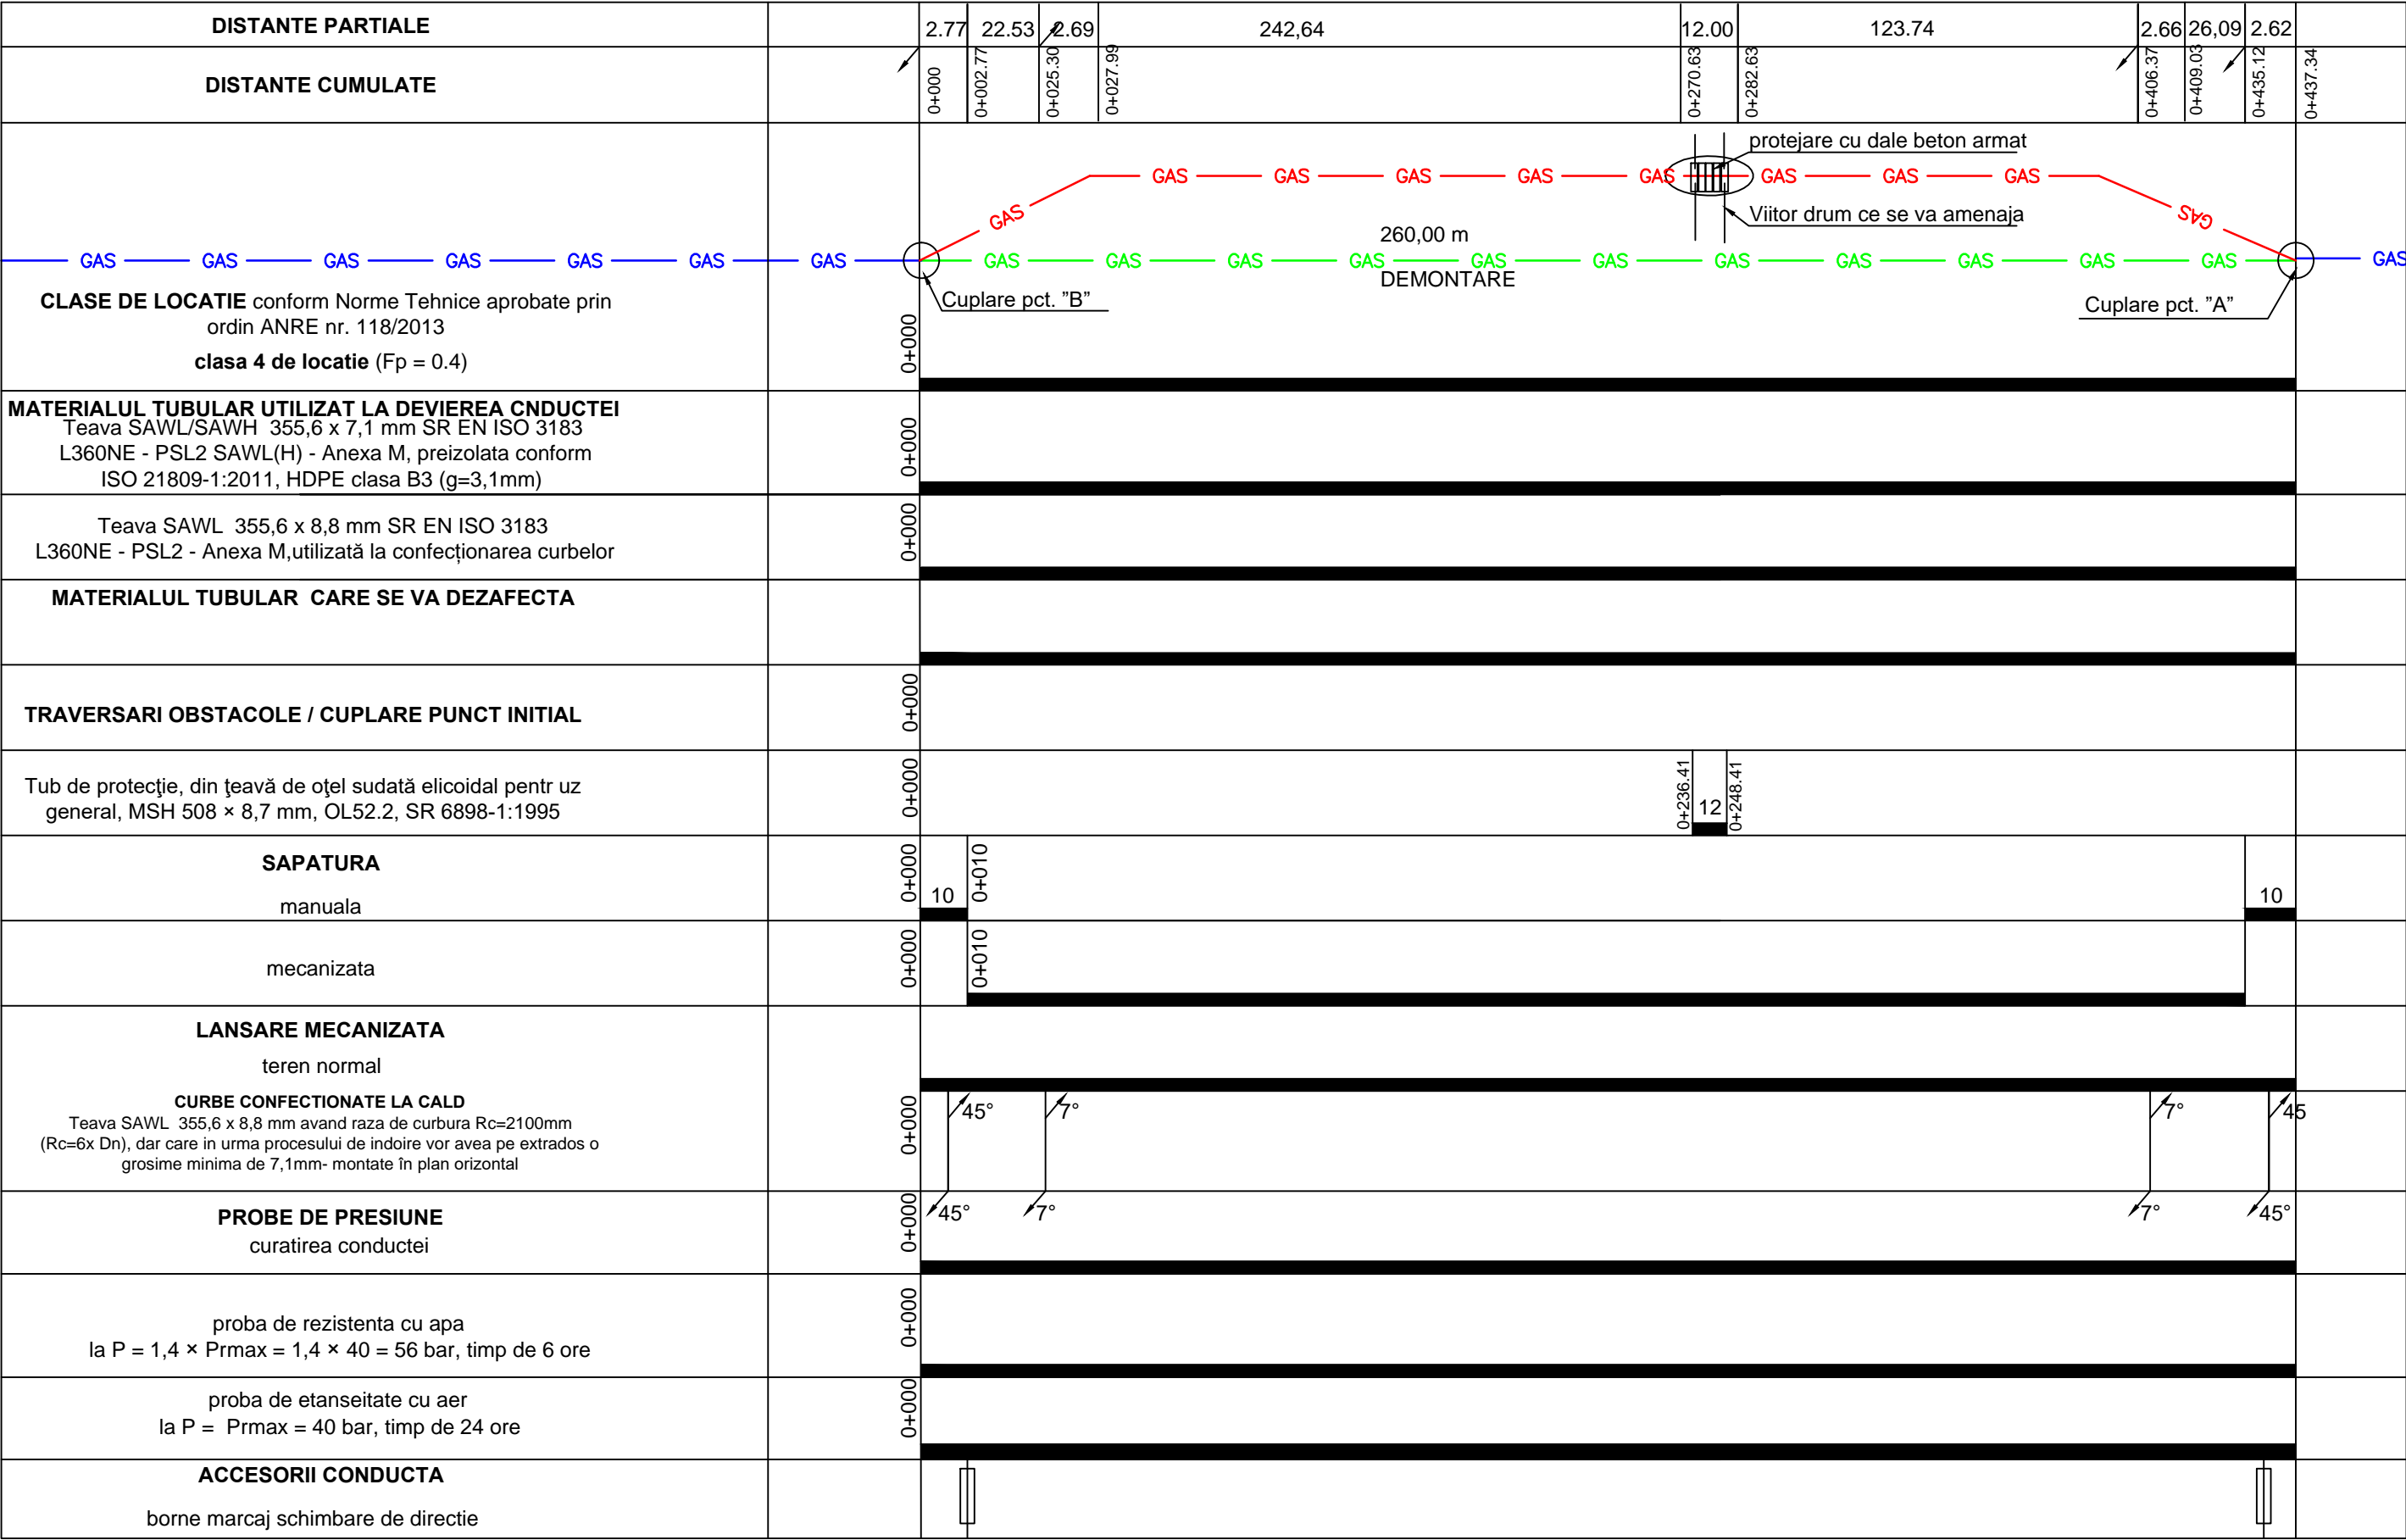 DISTANTE PARTIALE
2.77 22.53 2.69 242,64 12.00 123.74 2.66 26,09 2.62
DISTANTE CUMULATE
0+000 0+002.77 0+025.30 0+027.99 0+270.63 0+282.63 0+406.37 0+409.03 0+435.12 0+437.34
protejare cu dale beton armat
GAS GAS GAS GAS GAS GAS GAS GAS
GAS GAS
Viitor drum ce se va amenaja
260,00 m
GAS GAS GAS GAS GAS GAS GAS GAS GAS GAS GAS GAS GAS GAS GAS GAS GAS GAS GAS
DEMONTARE
Cuplare pct. ”B”
Cuplare pct. ”A”
CLASE DE LOCATIE conform Norme Tehnice aprobate prin
ordin ANRE nr. 118/2013
clasa 4 de locatie (Fp = 0.4)
0+000
MATERIALUL TUBULAR UTILIZAT LA DEVIEREA CNDUCTEI
Teava SAWL/SAWH 355,6 x 7,1 mm SR EN ISO 3183
L360NE - PSL2 SAWL(H) - Anexa M, preizolata conform
ISO 21809-1:2011, HDPE clasa B3 (g=3,1mm)
0+000
Teava SAWL 355,6 x 8,8 mm SR EN ISO 3183
L360NE - PSL2 - Anexa M,utilizată la confecționarea curbelor
0+000
MATERIALUL TUBULAR CARE SE VA DEZAFECTA
TRAVERSARI OBSTACOLE / CUPLARE PUNCT INITIAL
0+000
Tub de protecţie, din ţeavă de oţel sudată elicoidal pentr uz
general, MSH 508 × 8,7 mm, OL52.2, SR 6898-1:1995
0+000
0+236.41 12 0+248.41
SAPATURA
manuala
0+000 10 0+010 10
mecanizata
0+000 0+010
LANSARE MECANIZATA
teren normal
CURBE CONFECTIONATE LA CALD
Teava SAWL 355,6 x 8,8 mm avand raza de curbura Rc=2100mm
(Rc=6x Dn), dar care in urma procesului de indoire vor avea pe extrados o
grosime minima de 7,1mm- montate în plan orizontal
0+000
45° 7° 7° 45
45° 7° 7° 45°
PROBE DE PRESIUNE
curatirea conductei
0+000
proba de rezistenta cu apa
la P = 1,4 × Prmax = 1,4 × 40 = 56 bar, timp de 6 ore
0+000
proba de etanseitate cu aer
la P = Prmax = 40 bar, timp de 24 ore
0+000
ACCESORII CONDUCTA
borne marcaj schimbare de directie